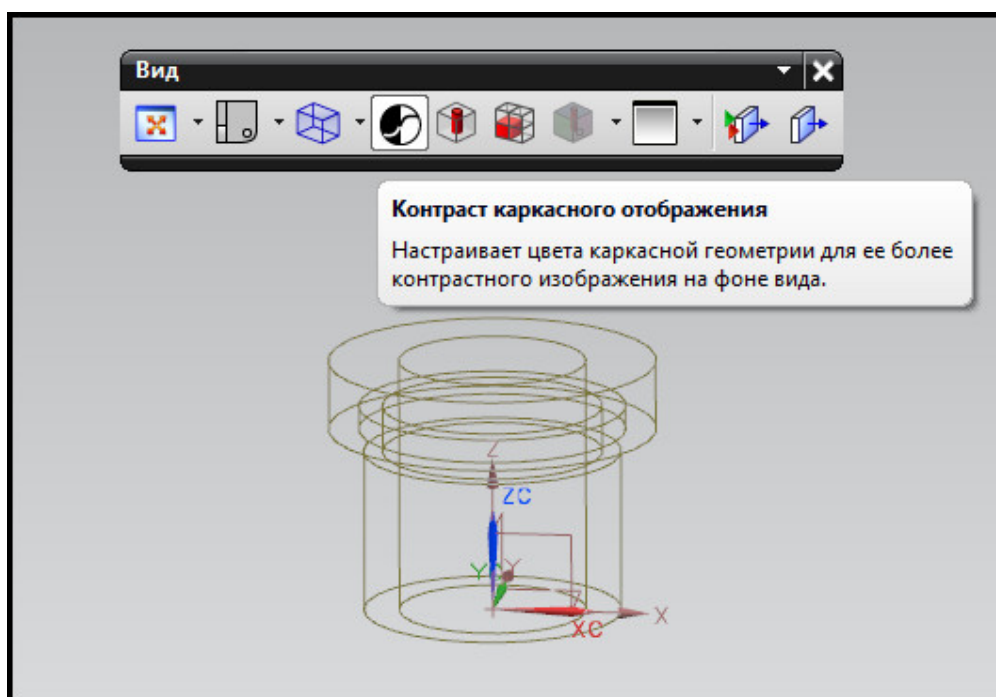 Вид
Контраст каркасного отображения
Настраивает цвета каркасной геометрии для ее более
контрастного изображения на фоне вида.
Z
ZC
Y
X
XC